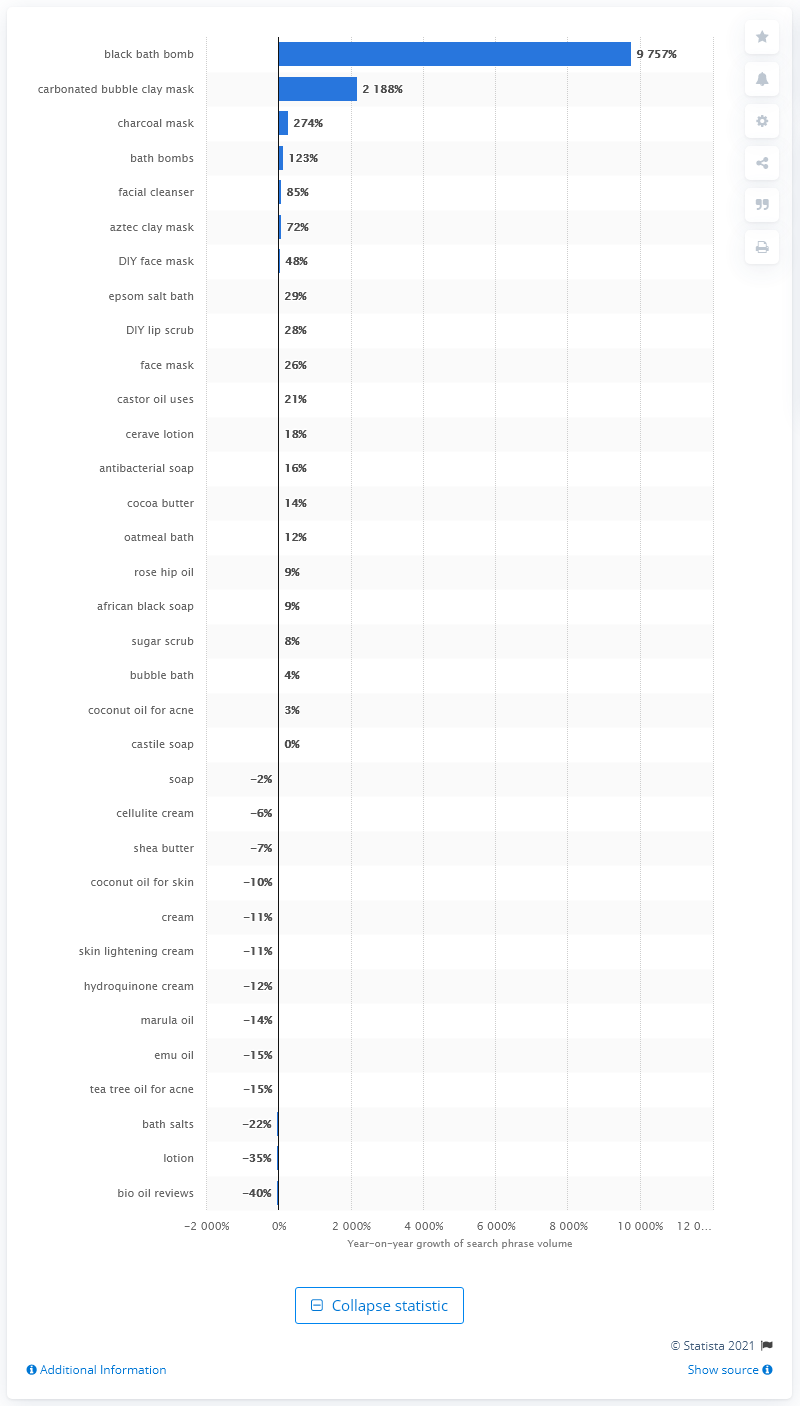 black bath bomb 9 757%
carbonated bubble clay mask 2 188%
charcoal mask 274%
bath bombs 123%
facial cleanser 85%
aztec clay mask 72%
DIY face mask 48%
epsom salt bath 29%
DIY lip scrub 28%
face mask 26%
castor oil uses 21%
cerave lotion 18%
antibacterial soap 16%
cocoa butter 14%
oatmeal bath 12%
rose hip oil 9%
african black soap 9%
sugar scrub 8%
bubble bath 4%
coconut oil for acne 3%
castile soap 0%
soap −2%
cellulite cream −6%
shea butter −7%
coconut oil for skin −10%
cream −11%
skin lightening cream −11%
hydroquinone cream −12%
marula oil −14%
emu oil −15%
tea tree oil for acne −15%
bath salts −22%
lotion −35%
bio oil reviews −40%
−2 000% 0% 2 000% 4 000% 6 000% 8 000% 10 000% 12 0…
Year-on-year growth of search phrase volume
Collapse statistic
© Statista 2021
Additional Information Show source